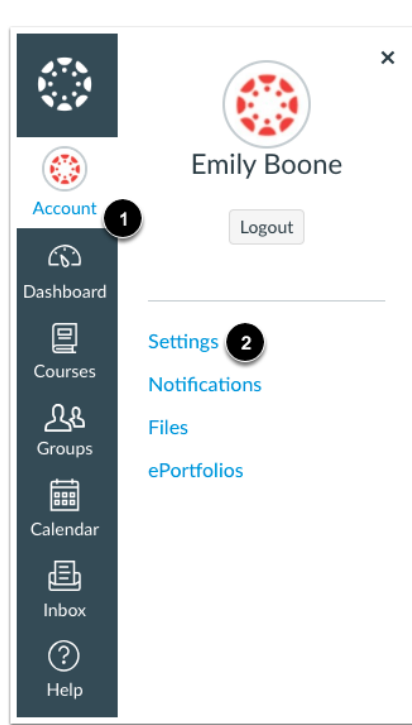 Account
1
Dashboard
Courses
Groups
Calendar
Inbox
?
Help
×
Emily Boone
Logout
Settings 2
Notifications
Files
ePortfolios